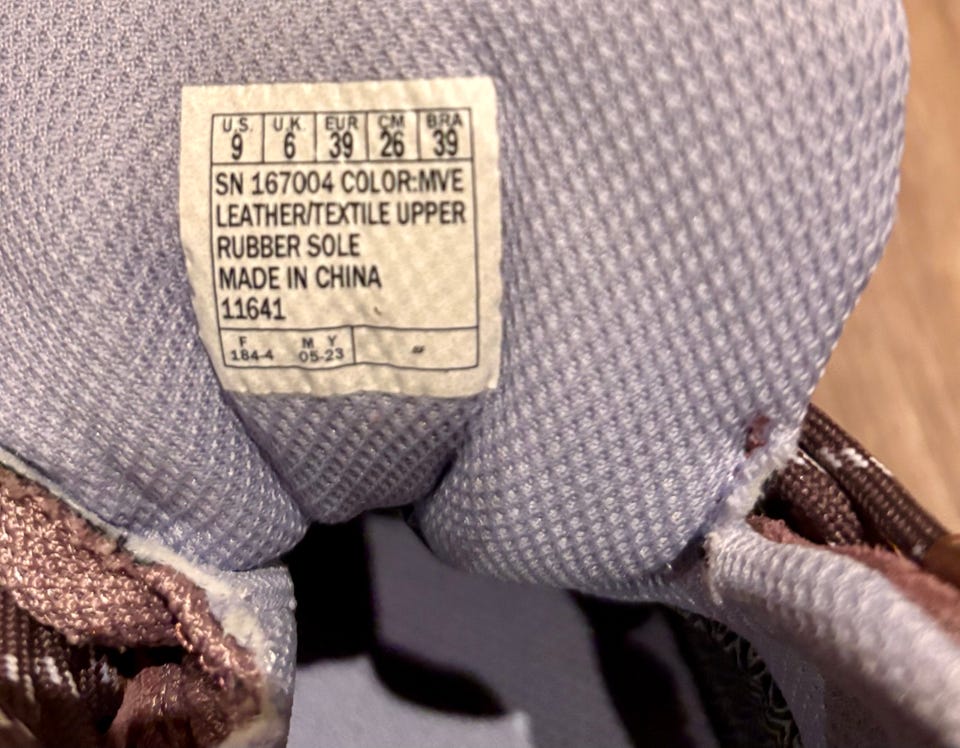 U.S. U.K. EUR CM BRA
9 6 39 26 39
SN 167004 COLOR:MVE
LEATHER/TEXTILE UPPER
RUBBER SOLE
MADE IN CHINA
11641
F M Y
184-4 05-23